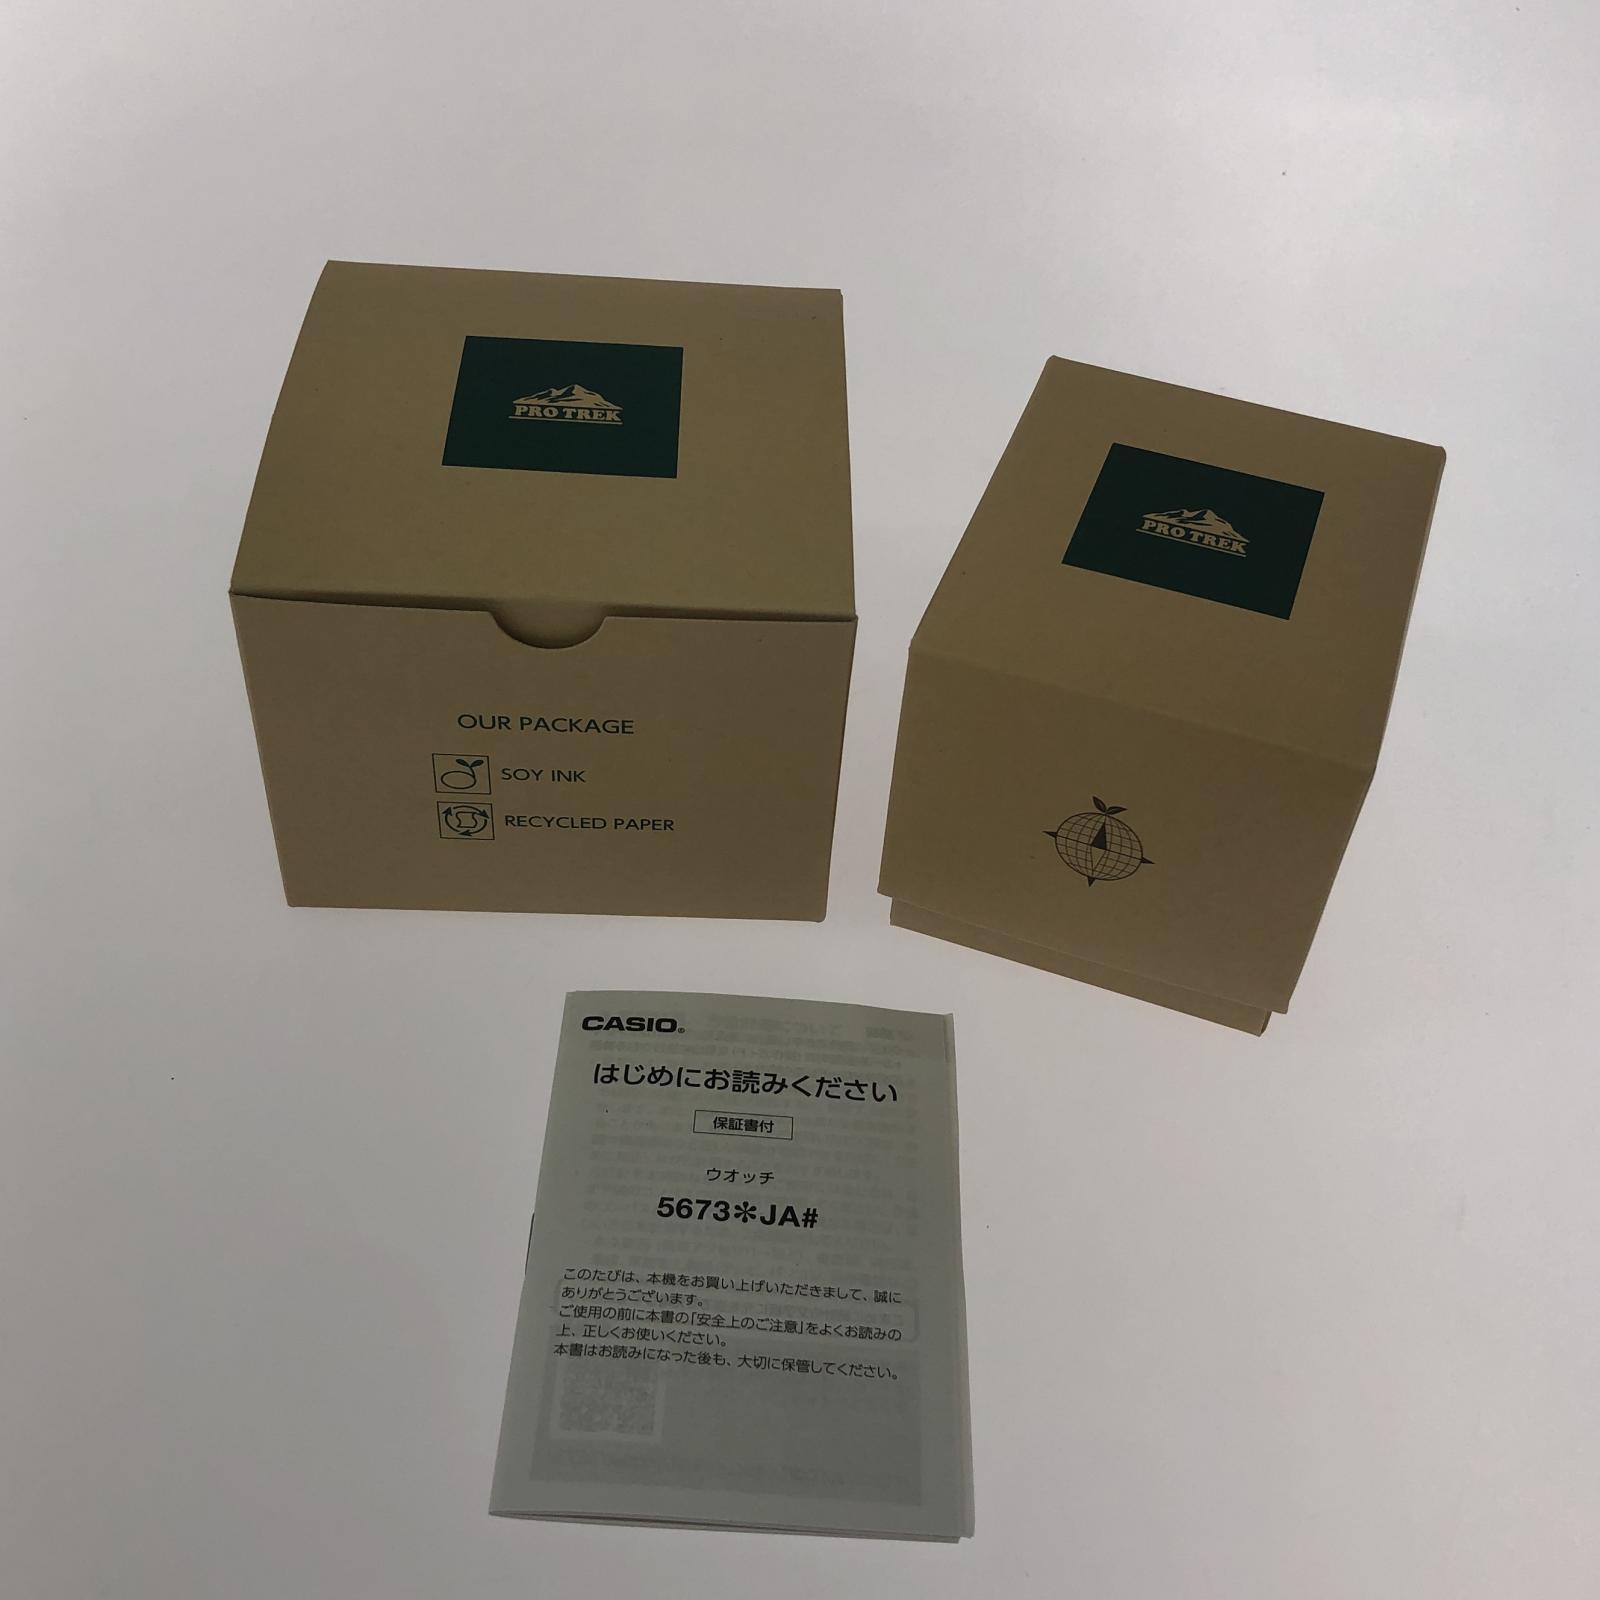 PRO TREK
OUR PACKAGE
SOY INK
RECYCLED PAPER
PRO TREK
CASIO®
はじめにお読みください
保証書付
ウオッチ
5673✻JA#
このたびは、本機をお買い上げいただきまして、誠に
ありがとうございます。
ご使用の前に本書の「安全上のご注意」をよくお読みの
上、正しくお使いください。
本書はお読みになった後も、大切に保管してください。